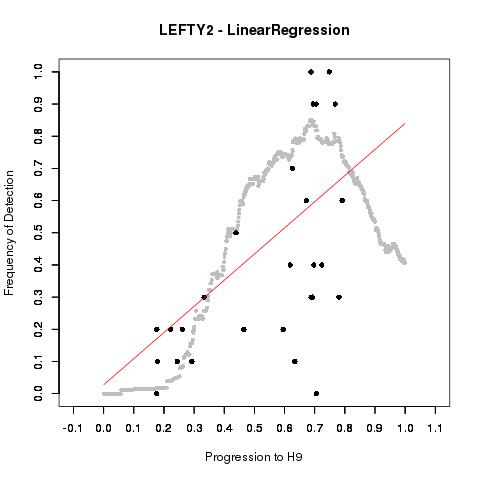 LEFTY2 - LinearRegression
Frequency of Detection
1.0
0.9
0.8
0.7
0.6
0.5
0.4
0.3
0.2
0.1
0.0
-0.1 0.0 0.1 0.2 0.3 0.4 0.5 0.6 0.7 0.8 0.9 1.0 1.1
Progression to H9